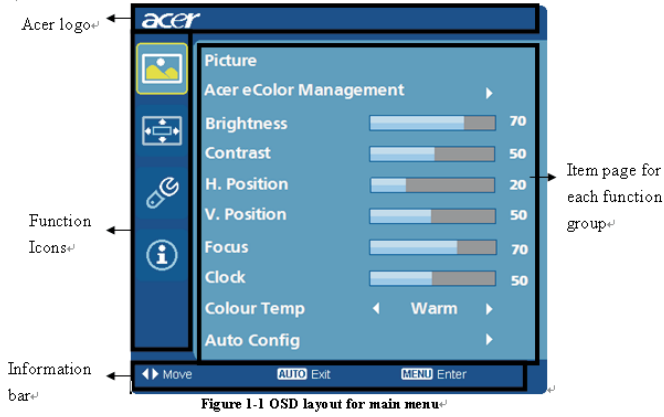 Acer logo
acer
Picture
Acer eColor Management
Brightness 70
Contrast 50
H. Position 20
V. Position 50
Focus 70
Clock 50
Colour Temp Warm
Auto Config
Function
Icons
Item page for
each function
group
Information
bar
Move AUTO Exit MENU Enter
Figure 1-1 OSD layout for main menu